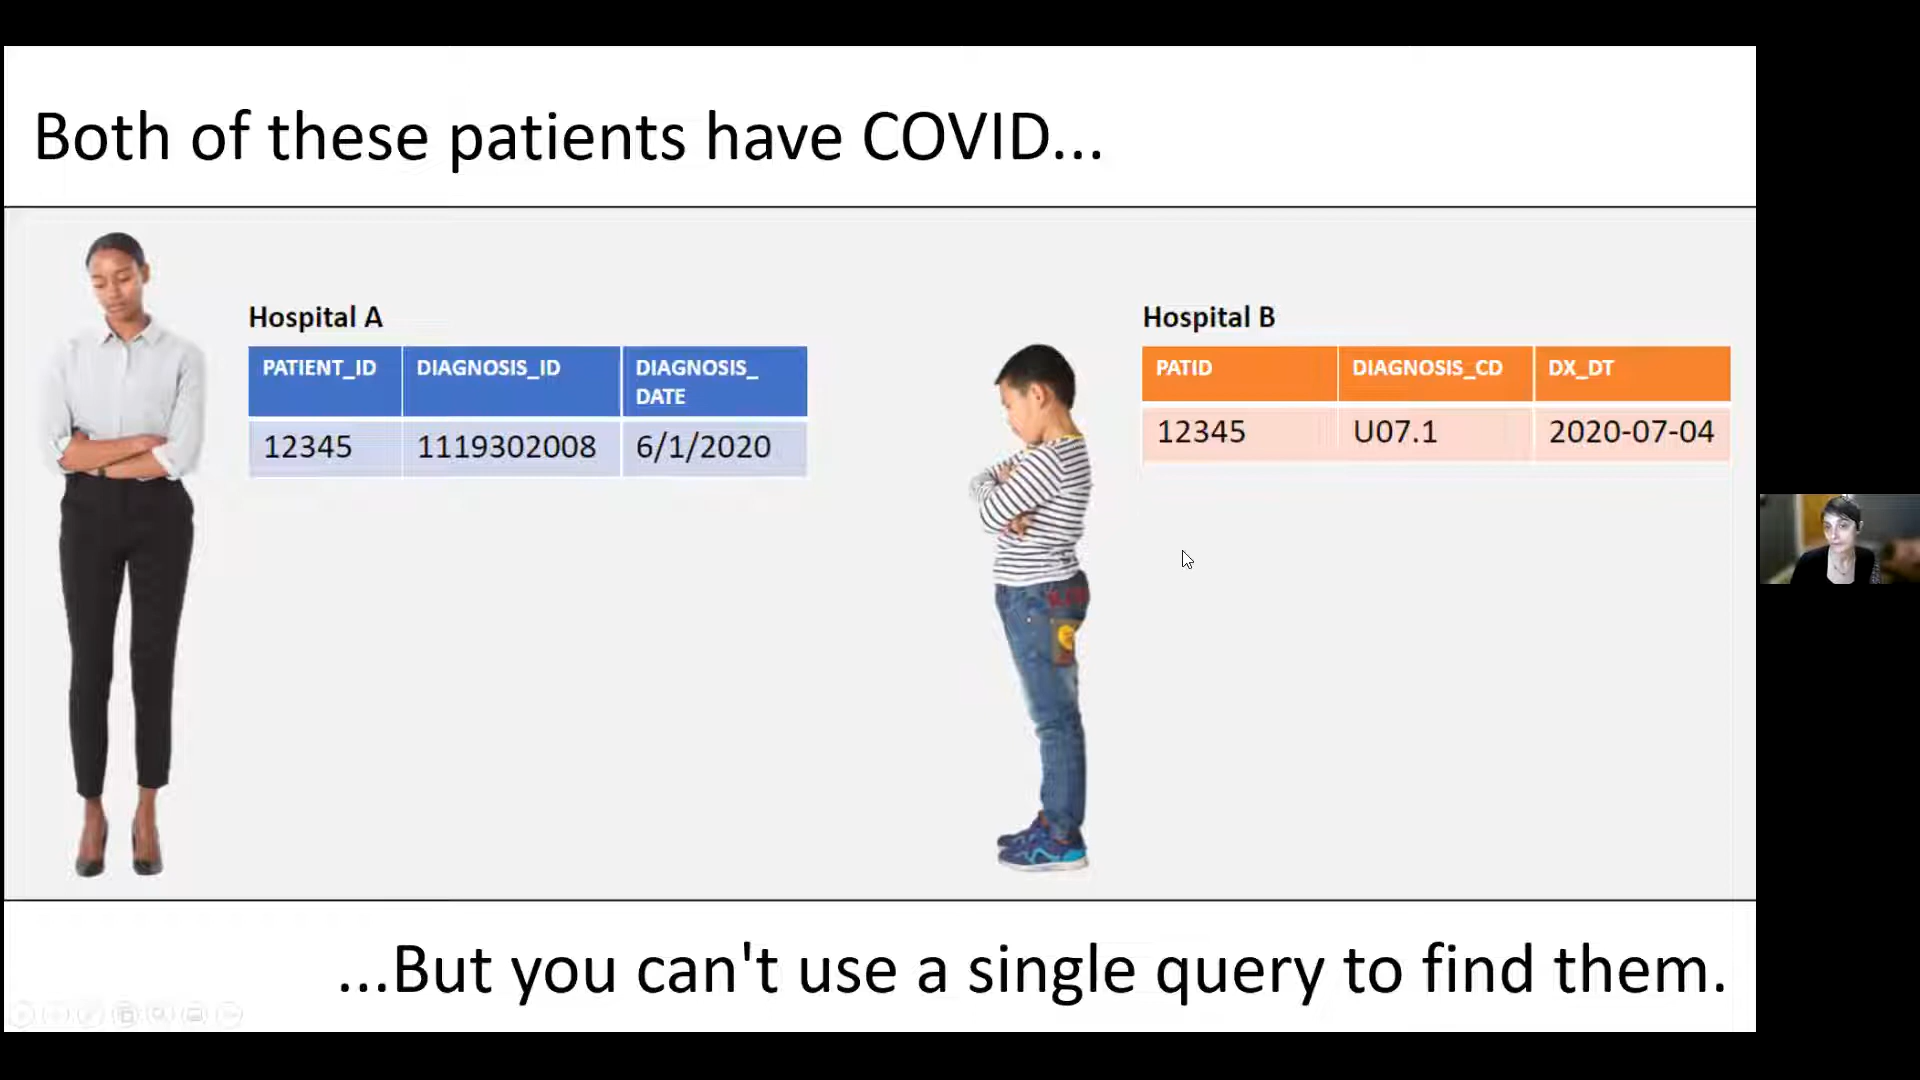 Both of these patients have COVID...
Hospital A
PATIENT_ID DIAGNOSIS_ID DIAGNOSIS_
DATE
12345 1119302008 6/1/2020
Hospital B
PATID DIAGNOSIS_CD DX_DT
12345 U07.1 2020-07-04
...But you can't use a single query to find them.